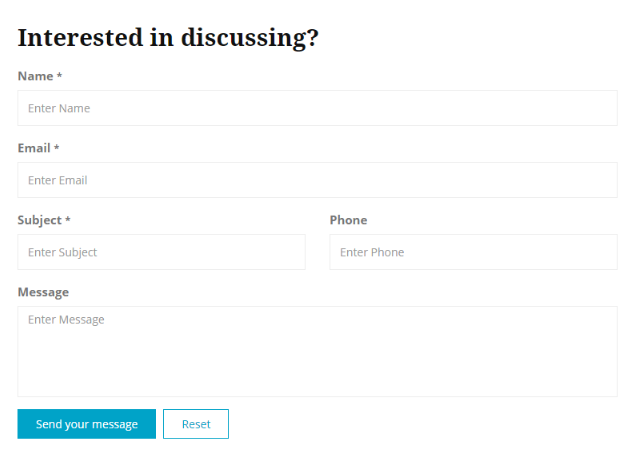 Interested in discussing?
Name *
Enter Name
Email *
Enter Email
Subject * Phone
Enter Subject Enter Phone
Message
Enter Message
Send your message Reset